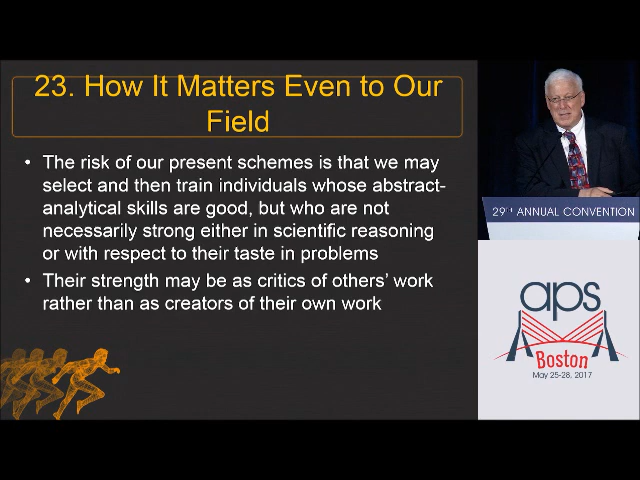 23. How It Matters Even to Our
Field
• The risk of our present schemes is that we may
select and then train individuals whose abstract-
analytical skills are good, but who are not
necessarily strong either in scientific reasoning
or with respect to their taste in problems
• Their strength may be as critics of others' work
rather than as creators of their own work
29TH ANNUAL CONVENTION
aps
Boston
May 25-28, 2017